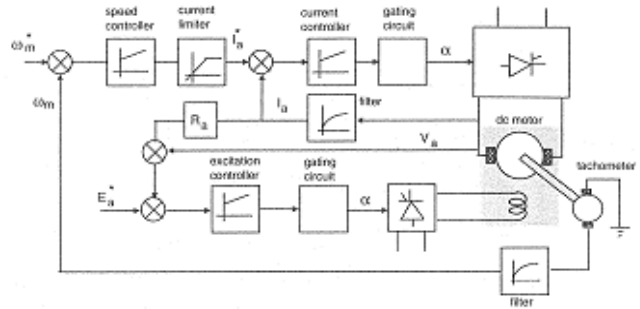 speed controller
current limiter
current controller
gating circuit
ω*m
I*a
α
ωm
Ia
filter
dc motor
Ra
Va
tachometer
excitation controller
gating circuit
E*a
α
filter